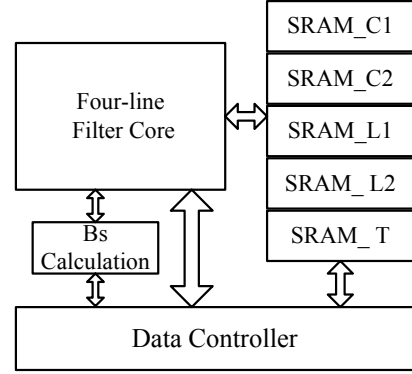 Four-line
Filter Core
SRAM_C1
SRAM_C2
SRAM_L1
SRAM_ L2
SRAM_ T
Bs
Calculation
Data Controller